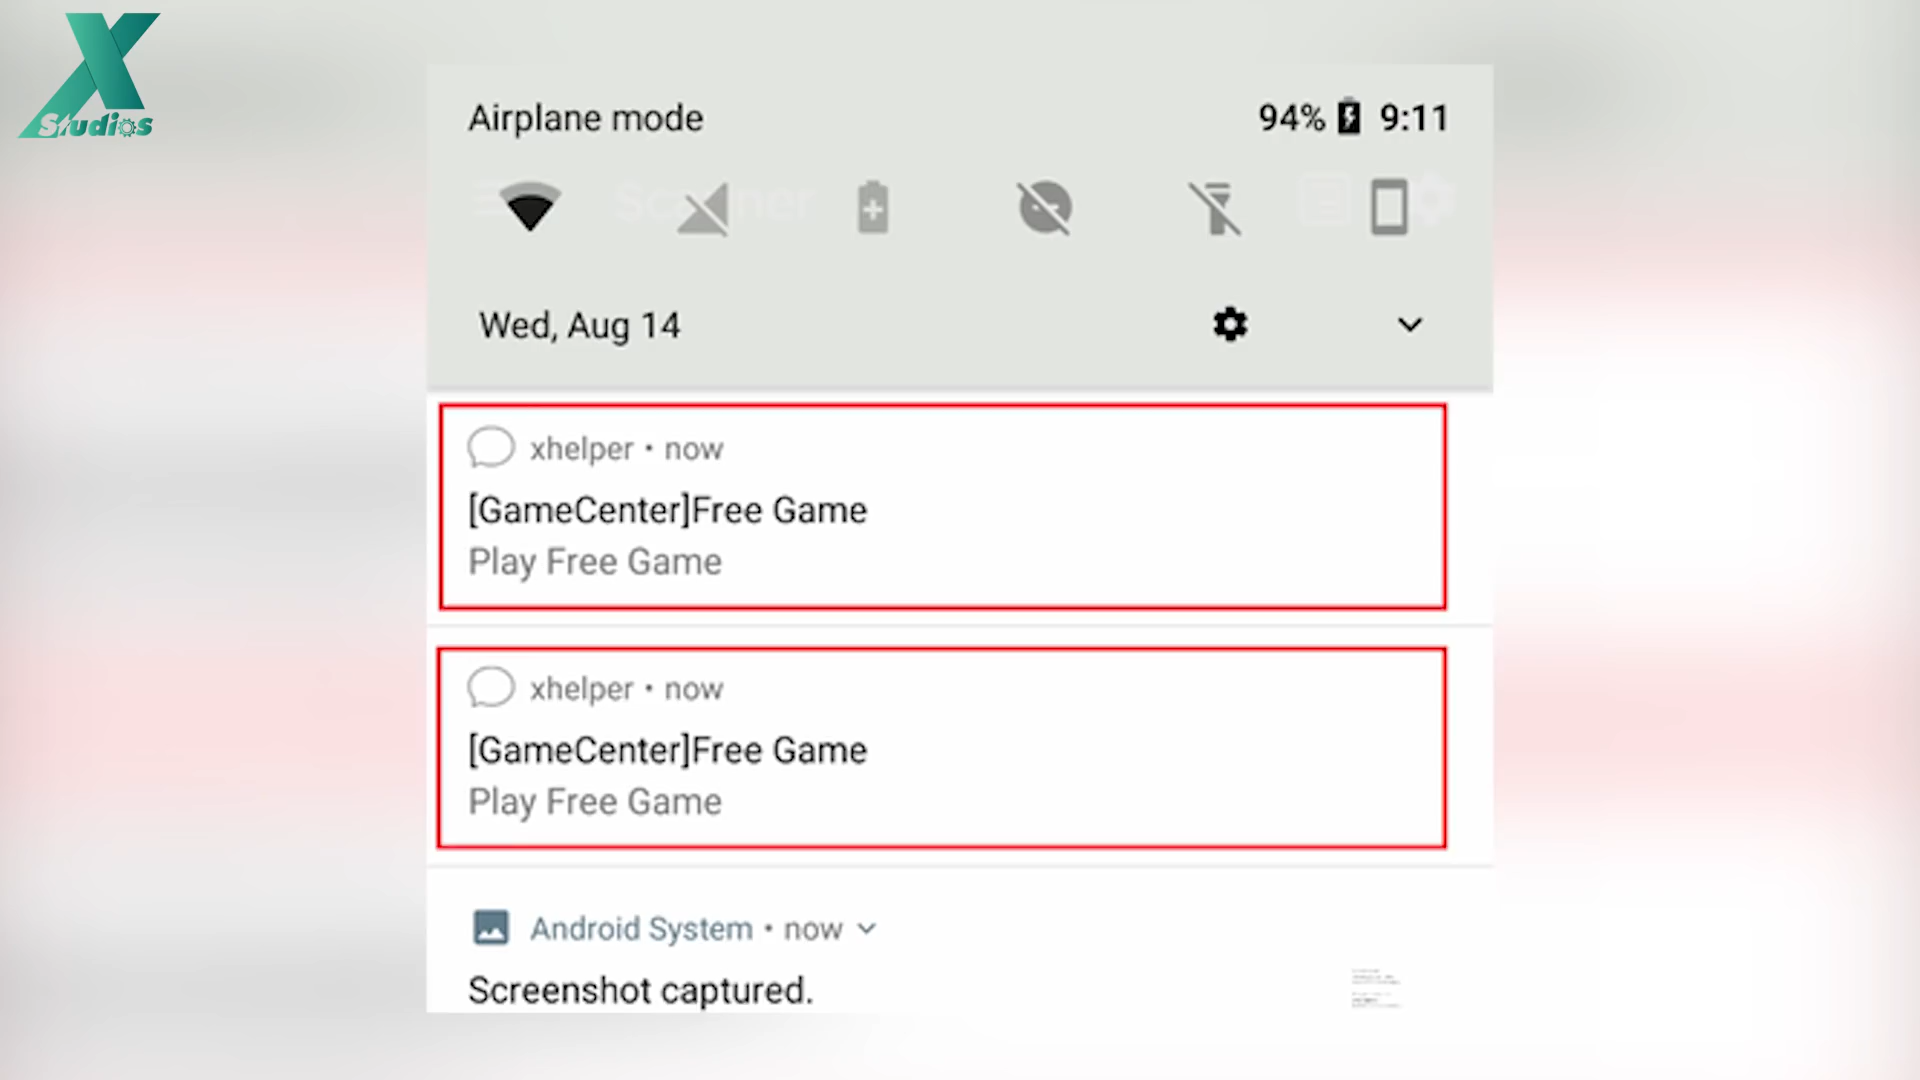 X
Studios
Airplane mode
94% 9:11
Scanner
Wed, Aug 14
xhelper • now
[GameCenter]Free Game
Play Free Game
xhelper • now
[GameCenter]Free Game
Play Free Game
Android System • now
Screenshot captured.